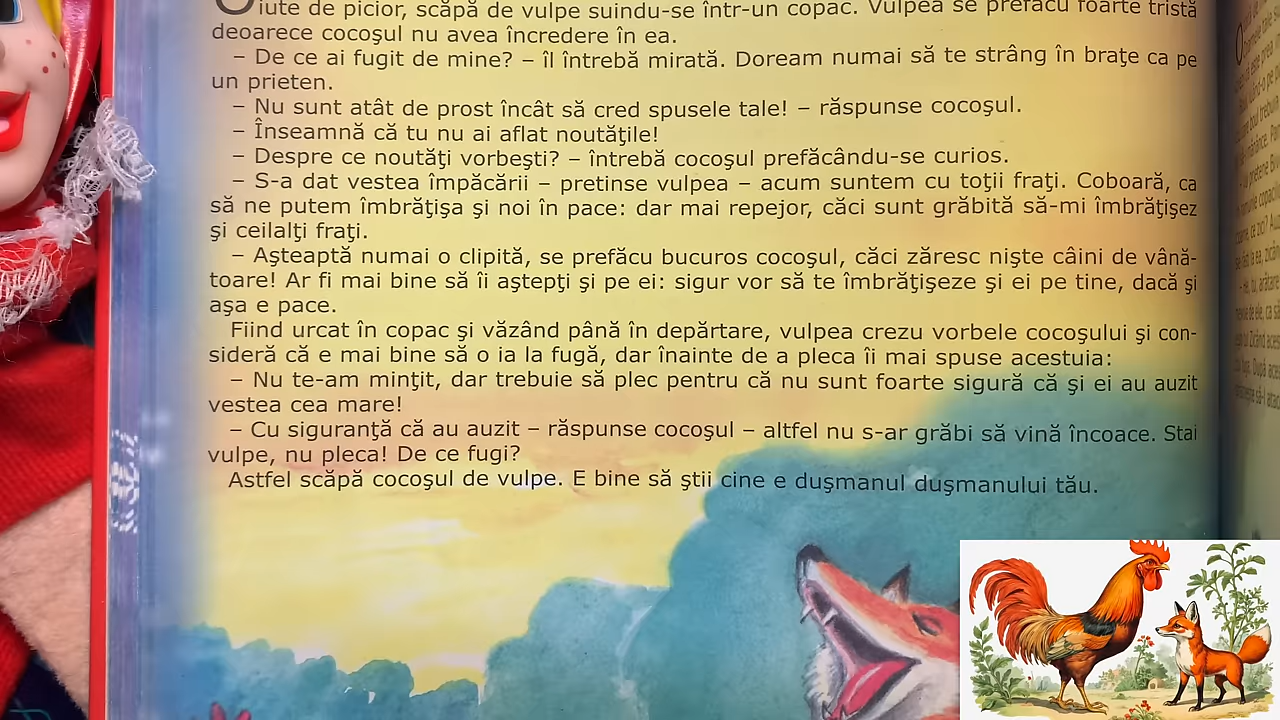 iute de picior, scăpă de vulpe suindu-se într-un copac. Vulpea se prefăcu foarte tristă
deoarece cocoşul nu avea încredere în ea.
– De ce ai fugit de mine? – îl întrebă mirată. Doream numai să te strâng în braţe ca pe
un prieten.
– Nu sunt atât de prost încât să cred spusele tale! – răspunse cocoşul.
– Înseamnă că tu nu ai aflat noutăţile!
– Despre ce noutăţi vorbeşti? – întrebă cocoşul prefăcându-se curios.
– S-a dat vestea împăcării – pretinse vulpea – acum suntem cu toţii fraţi. Coboară, ca
să ne putem îmbrăţişa şi noi în pace: dar mai repejor, căci sunt grăbită să-mi îmbrăţişez
şi ceilalţi fraţi.
– Aşteaptă numai o clipită, se prefăcu bucuros cocoşul, căci zăresc nişte câini de vână-
toare! Ar fi mai bine să îi aştepţi şi pe ei: sigur vor să te îmbrăţişeze şi ei pe tine, dacă şi
aşa e pace.
Fiind urcat în copac şi văzând până în depărtare, vulpea crezu vorbele cocoşului şi con-
sideră că e mai bine să o ia la fugă, dar înainte de a pleca îi mai spuse acestuia:
– Nu te-am minţit, dar trebuie să plec pentru că nu sunt foarte sigură că şi ei au auzit
vestea cea mare!
– Cu siguranţă că au auzit – răspunse cocoşul – altfel nu s-ar grăbi să vină încoace. Stai
vulpe, nu pleca! De ce fugi?
Astfel scăpă cocoşul de vulpe. E bine să ştii cine e duşmanul duşmanului tău.